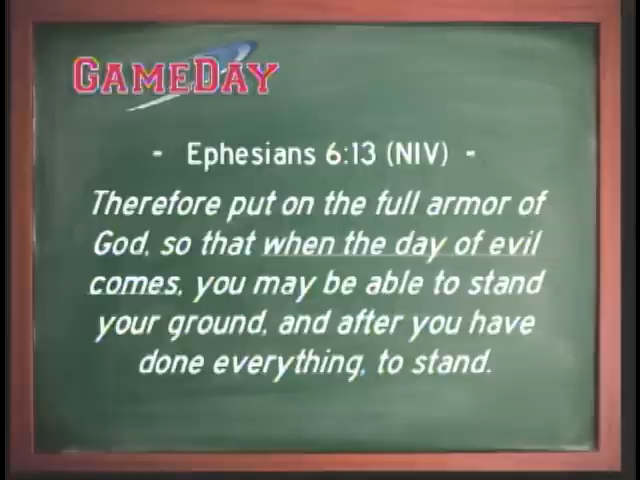 GAMEDAY
- Ephesians 6:13 (NIV) -
Therefore put on the full armor of
God, so that when the day of evil
comes, you may be able to stand
your ground, and after you have
done everything, to stand.